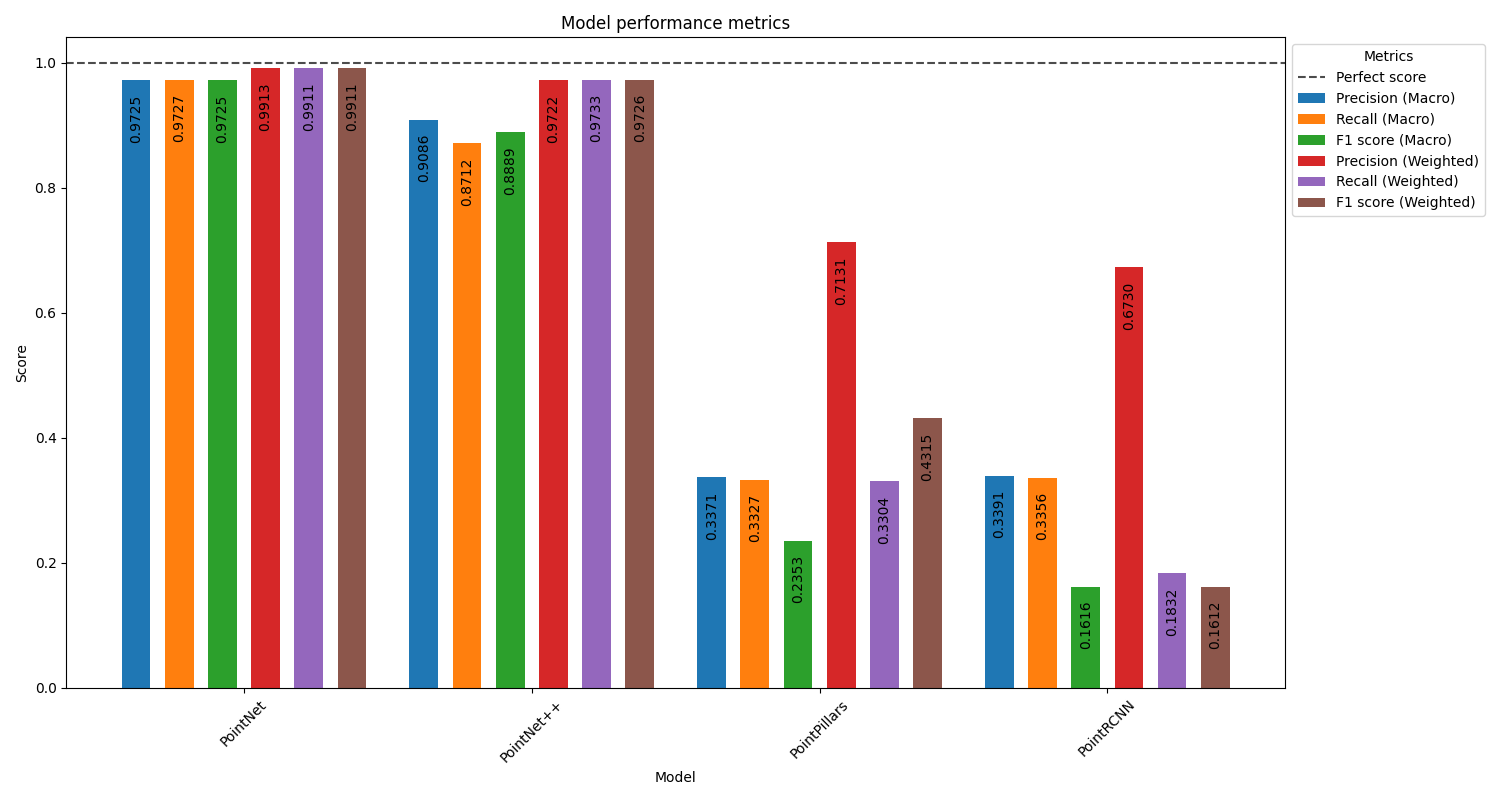 Model performance metrics
Metrics
Perfect score
Precision (Macro)
Recall (Macro)
F1 score (Macro)
Precision (Weighted)
Recall (Weighted)
F1 score (Weighted)
Score
1.0
0.8
0.6
0.4
0.2
0.0
0.9725
0.9727
0.9725
0.9913
0.9911
0.9911
0.9086
0.8712
0.8889
0.9722
0.9733
0.9726
0.3371
0.3327
0.2353
0.7131
0.3304
0.4315
0.3391
0.3356
0.1616
0.6730
0.1832
0.1612
PointNet
PointNet++
PointPillars
PointRCNN
Model